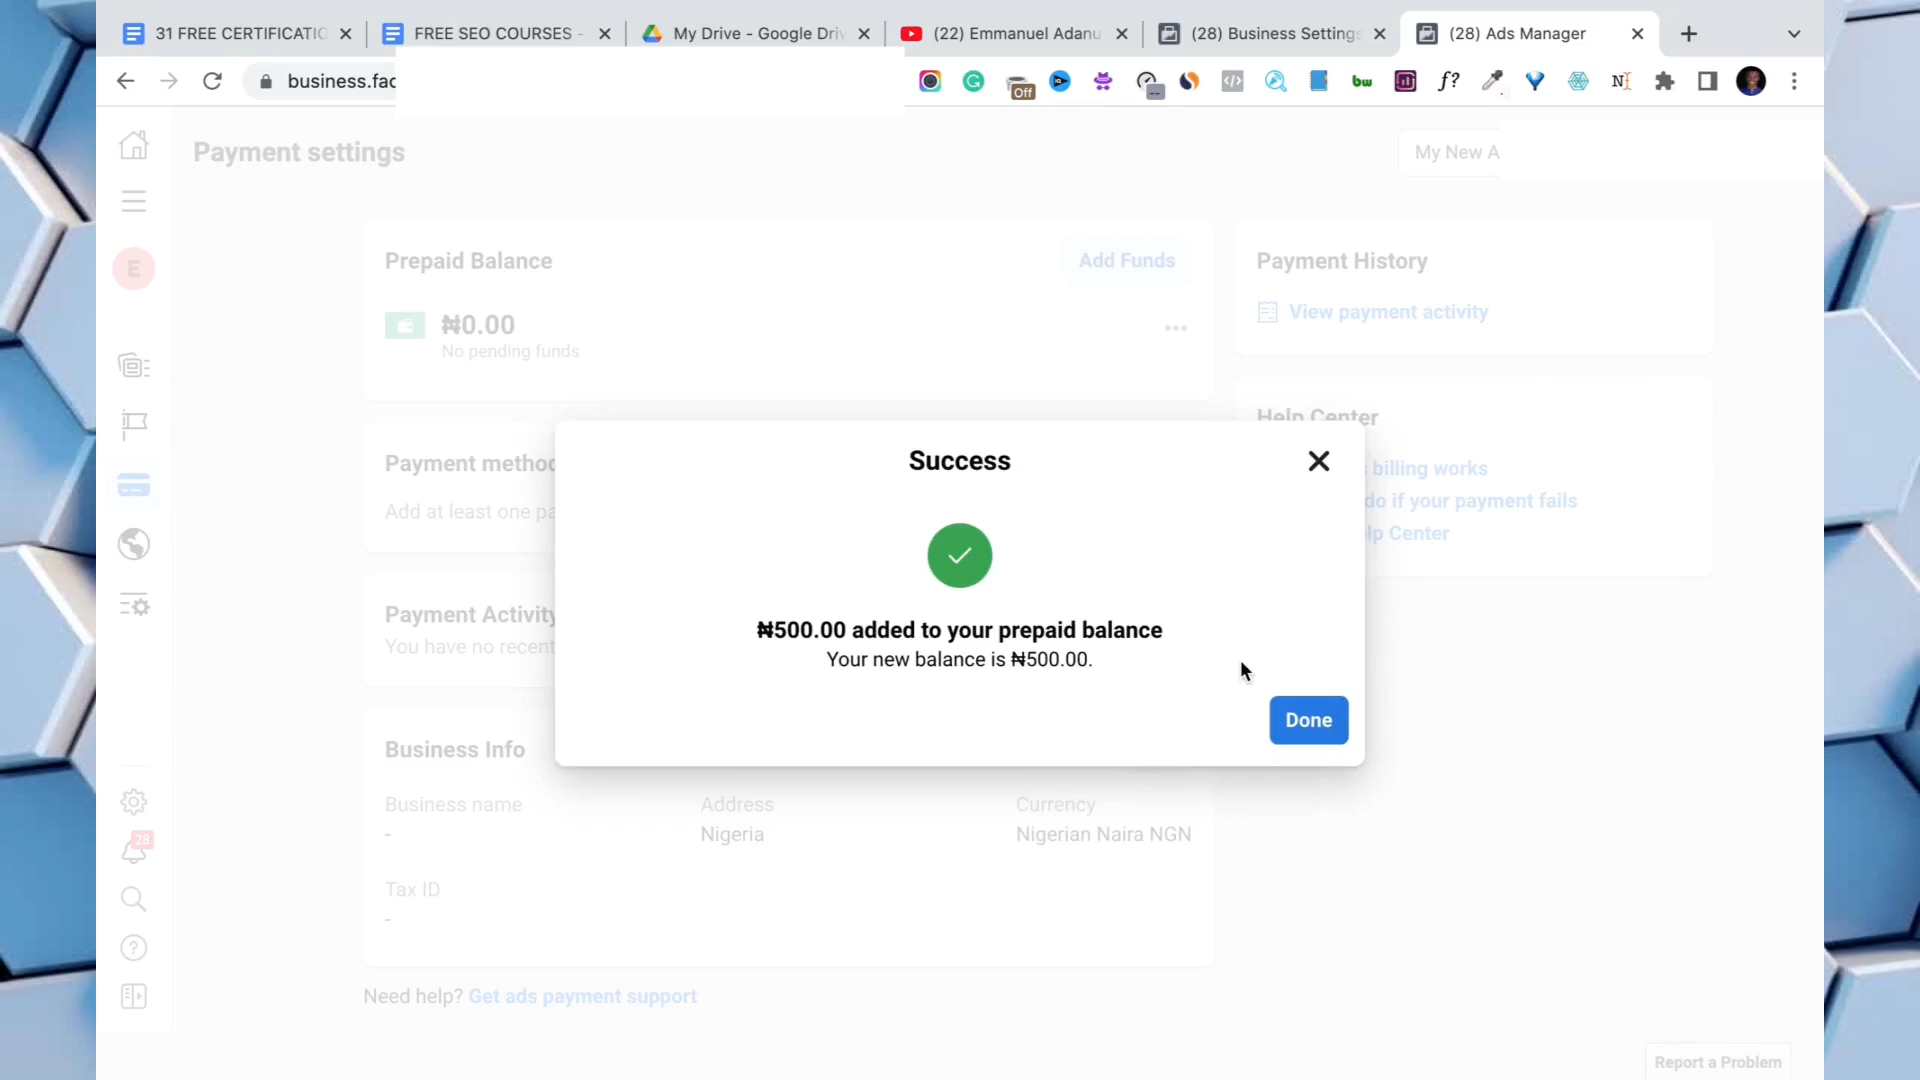 31 FREE CERTIFICATIO
FREE SEO COURSES -
My Drive - Google Driv
(22) Emmanuel Adanu
(28) Business Settings
(28) Ads Manager
business.fac
Off
bw
f?
Payment settings
My New A
E
Prepaid Balance
Add Funds
₦0.00
No pending funds
Payment History
View payment activity
Help Center
billing works
do if your payment fails
lp Center
Payment method
Add at least one pa
Success
₦500.00 added to your prepaid balance
Your new balance is ₦500.00.
Done
Payment Activity
You have no recent
Business Info
Business name
-
Address
Nigeria
Currency
Nigerian Naira NGN
Tax ID
-
28
Need help? Get ads payment support
Report a Problem